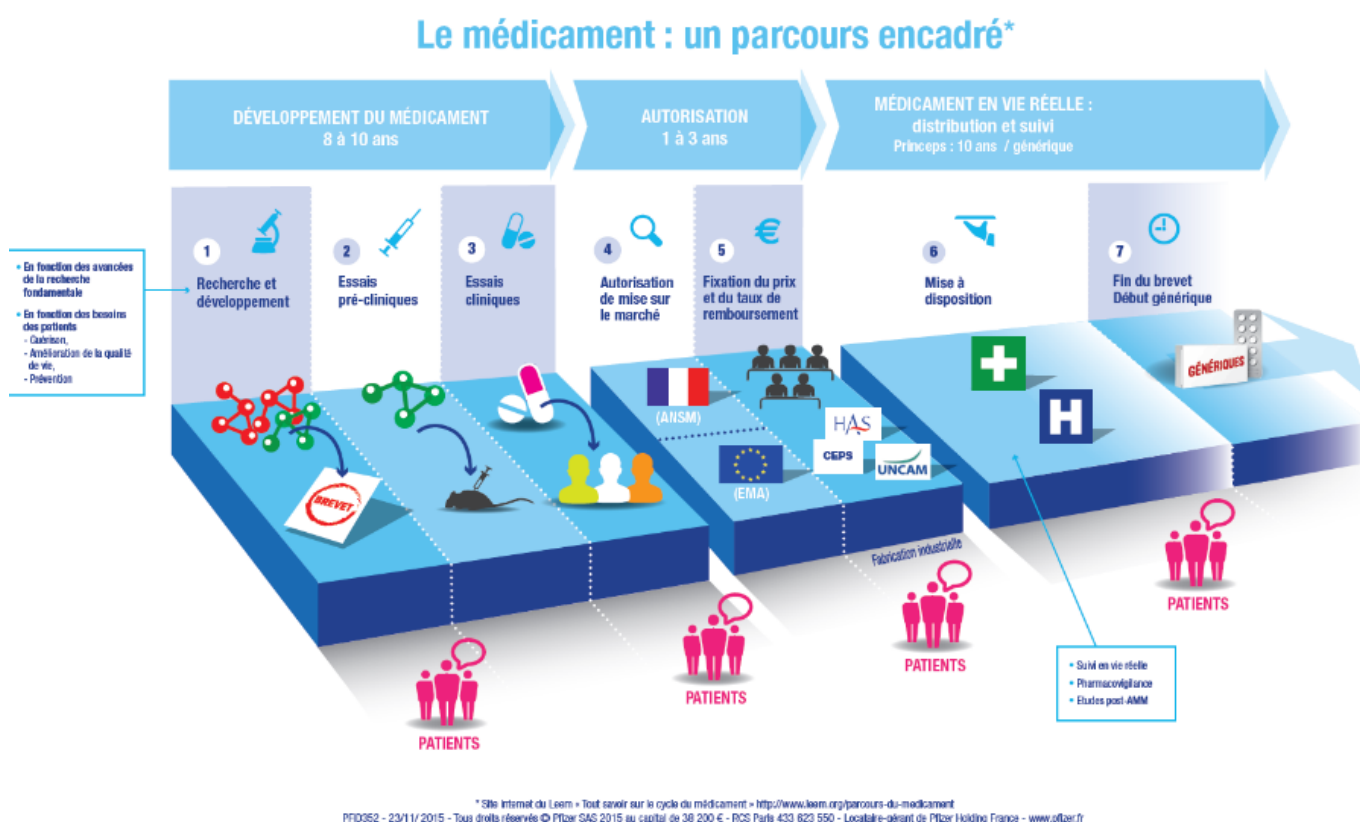 Le médicament : un parcours encadré*
DÉVELOPPEMENT DU MÉDICAMENT
8 à 10 ans
AUTORISATION
1 à 3 ans
MÉDICAMENT EN VIE RÉELLE :
distribution et suivi
Princeps : 10 ans / générique
• En fonction des avancées
de la recherche
fondamentale
• En fonction des besoins
des patients
- Guérison,
- Amélioration de la qualité
de vie,
- Prévention
1
Recherche et
développement
2
Essais
pré-cliniques
3
Essais
cliniques
4
Autorisation
de mise sur
le marché
5
€
Fixation du prix
et du taux de
remboursement
6
Mise à
disposition
7
Fin du brevet
Début générique
BREVET
(ANSM)
(EMA)
HAS
CEPS
UNCAM
H
GÉNÉRIQUES
Fabrication industrielle
PATIENTS
PATIENTS
PATIENTS
PATIENTS
• Suivi en vie réelle
• Pharmacovigilance
• Etudes post-AMM
* Site internet du Leem « Tout savoir sur le cycle du médicament » http://www.leem.org/parcours-du-medicament
PFID352 - 23/11/ 2015 - Tous droits réservés © Pfizer SAS 2015 au capital de 38 200 € - RCS Paris 433 623 550 - Locataire-gérant de Pfizer Holding France - www.pfizer.fr